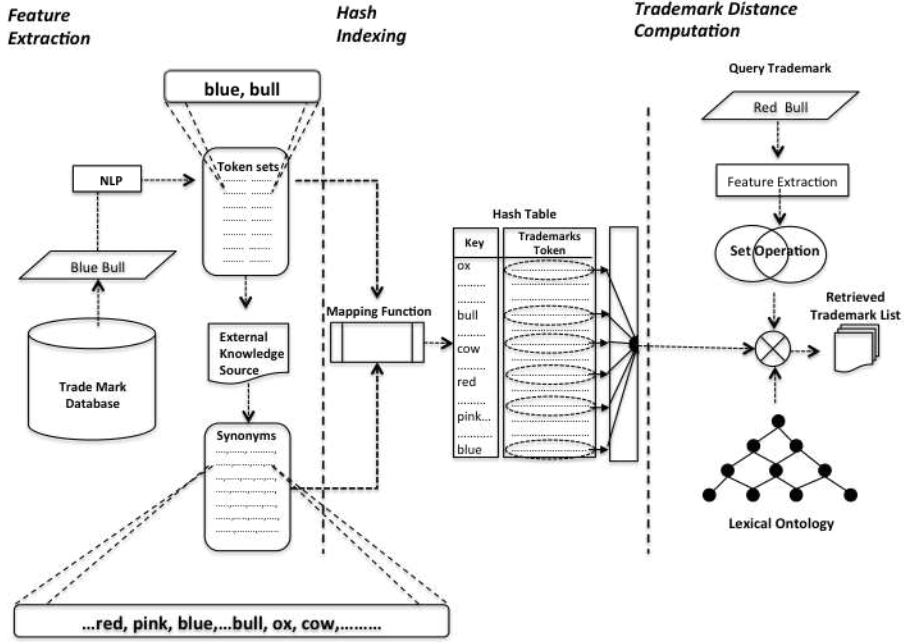 Feature
Extraction
Hash
Indexing
Trademark Distance
Computation
blue, bull
Token sets
NLP
Blue Bull
Trade Mark
Database
External
Knowledge
Source
Synonyms
...red, pink, blue,...bull, ox, cow,.........
Mapping Function
Hash Table
Key
Trademarks
Token
ox
bull
cow
red
pink...
blue
Query Trademark
Red Bull
Feature Extraction
Set Operation
Retrieved
Trademark List
Lexical Ontology